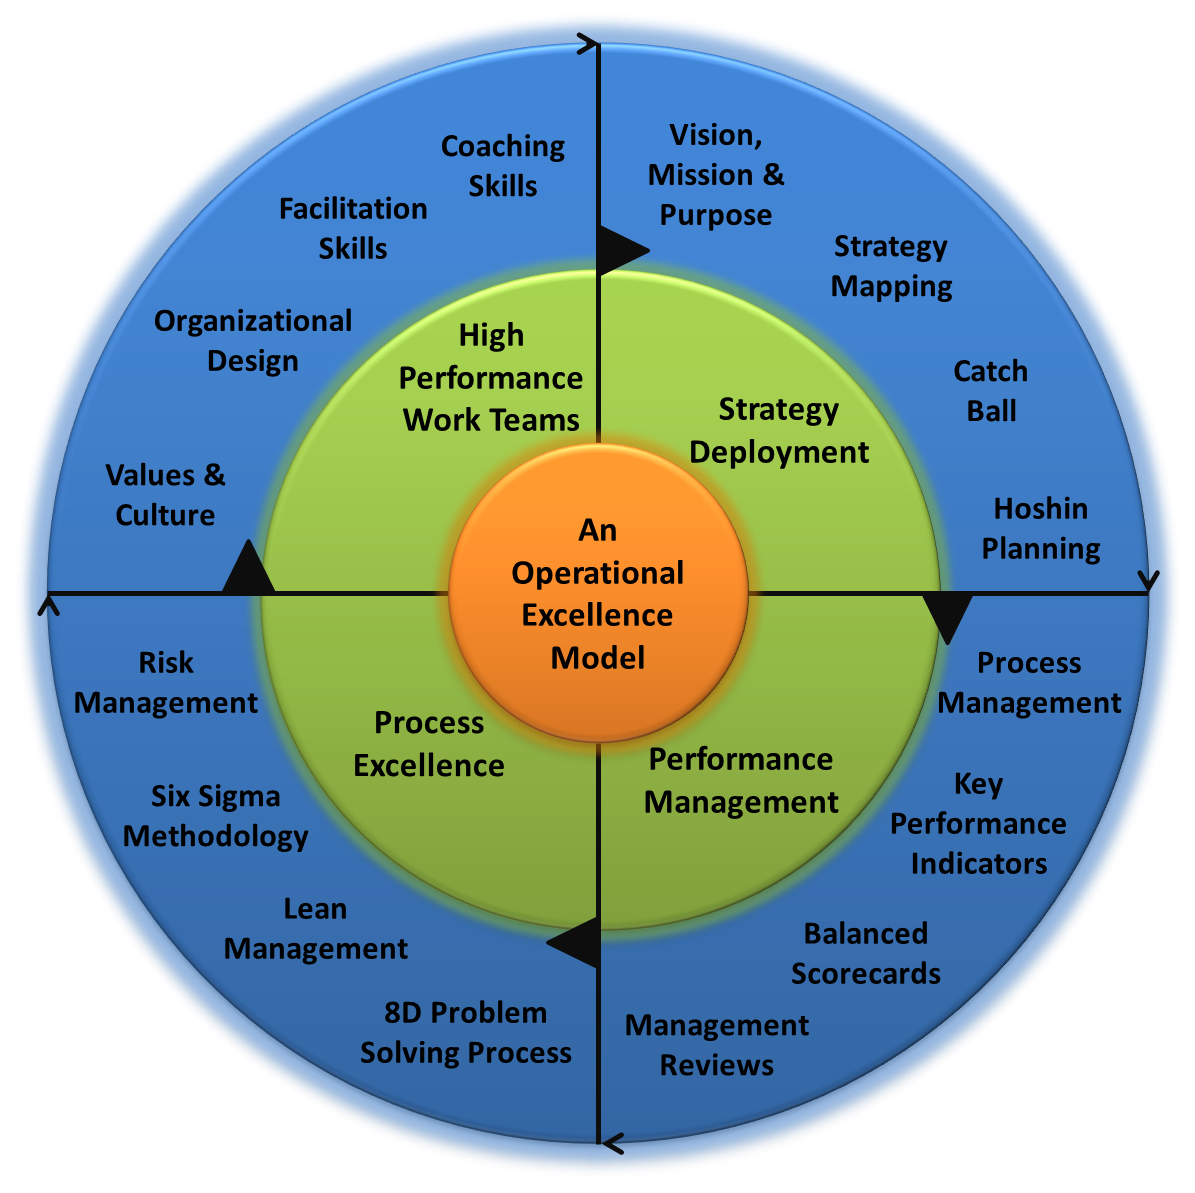 Coaching
Skills
Vision,
Mission &
Purpose
Facilitation
Skills
Strategy
Mapping
Organizational
Design
High
Performance
Work Teams
Catch
Ball
Strategy
Deployment
Values &
Culture
Hoshin
Planning
An
Operational
Excellence
Model
Risk
Management
Process
Management
Process
Excellence
Performance
Management
Six Sigma
Methodology
Key
Performance
Indicators
Lean
Management
Balanced
Scorecards
8D Problem
Solving Process
Management
Reviews